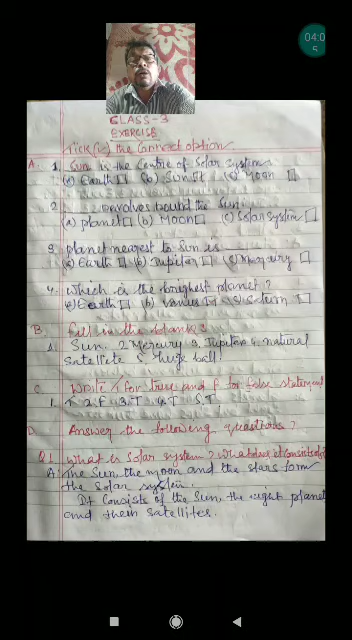 04:0
5
CLASS-3
EXERCISE
Tick(✓) the correct option
A. 1. Sun is the Centre of Solar System
(a) Earth □ (b) Sun □ (c) Moon □
2. revolves round the Sun
(a) planet □ (b) Moon □ (c) Solar System □
3. planet nearest to Sun is
(a) Earth □ (b) Jupiter □ (c) Mercury □
4. Which is the brightest planet?
(a) Earth □ (b) Venus □ (c) Saturn □
B. fill in the blanks
1. Sun. 2. Mercury 3. Jupiter 4. natural
Satellite 5. huge ball
C. Write T for true and f for false statement
1. T 2. F 3. T 4. T 5. T
D. Answer the following questions?
Q1. What is Solar system? What does it consists of
A: The Sun, the moon and the stars form
the Solar system.
It Consists of the Sun, the eight planet
and their satellites.